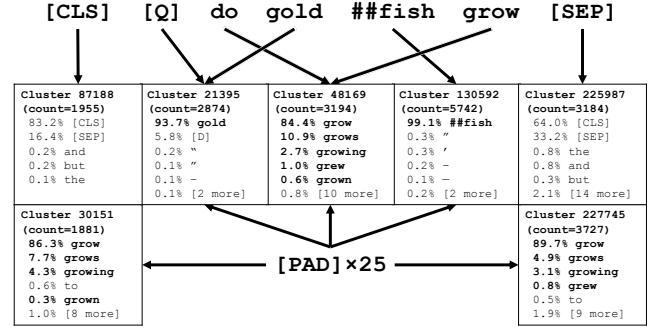 [CLS] [Q] do gold ##fish grow [SEP]
Cluster 87188
(count=1955)
83.2% [CLS]
16.4% [SEP]
0.2% and
0.2% but
0.1% the
Cluster 21395
(count=2874)
93.7% gold
5.8% [D]
0.2% “
0.1% ”
0.1% –
0.1% [2 more]
Cluster 48169
(count=3194)
84.4% grow
10.9% grows
2.7% growing
1.0% grew
0.6% grown
0.8% [10 more]
Cluster 130592
(count=5742)
99.1% ##fish
0.3% ”
0.3% ’
0.2% –
0.1% —
0.2% [2 more]
Cluster 225987
(count=3184)
64.0% [CLS]
33.2% [SEP]
0.8% the
0.8% and
0.3% but
2.1% [14 more]
Cluster 30151
(count=1881)
86.3% grow
7.7% grows
4.3% growing
0.6% to
0.3% grown
1.0% [8 more]
[PAD]×25
Cluster 227745
(count=3727)
89.7% grow
4.9% grows
3.1% growing
0.8% grew
0.5% to
1.9% [9 more]